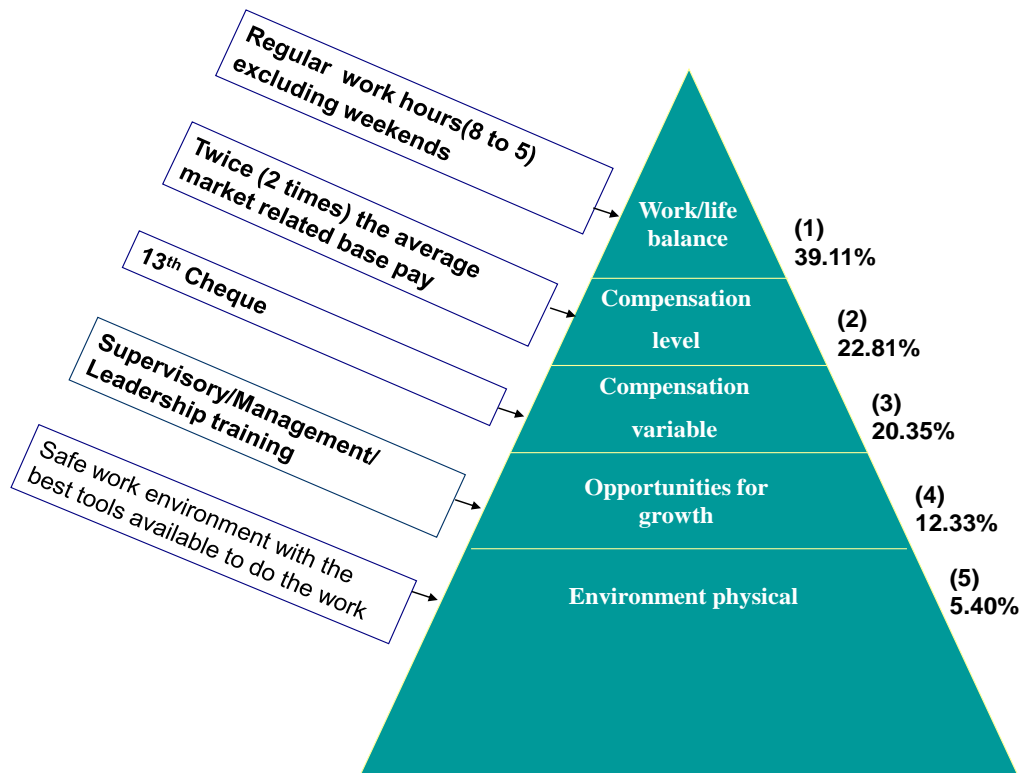 Regular work hours(8 to 5)
excluding weekends
Twice (2 times) the average
market related base pay
13th Cheque
Supervisory/Management/
Leadership training
Safe work environment with the
best tools available to do the work
Work/life
balance
(1)
39.11%
Compensation
level
(2)
22.81%
Compensation
variable
(3)
20.35%
Opportunities for
growth
(4)
12.33%
Environment physical
(5)
5.40%